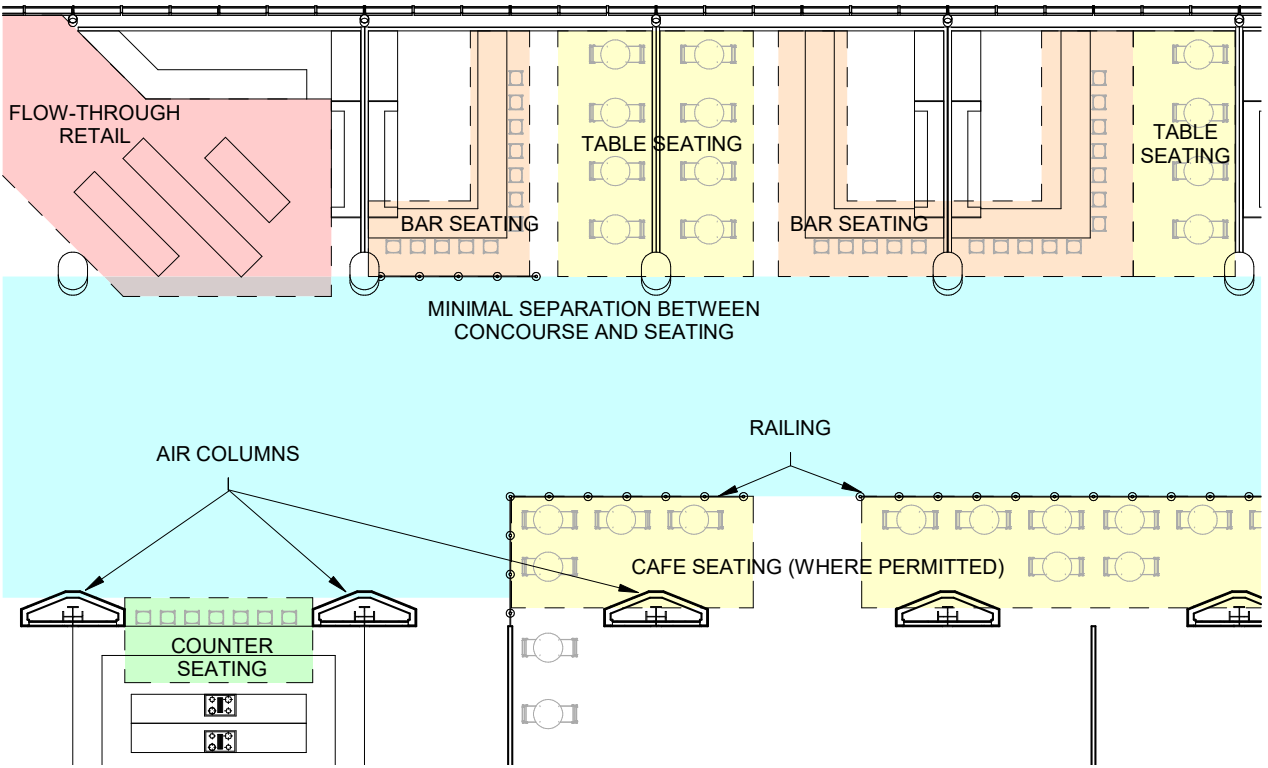 FLOW-THROUGH
RETAIL
TABLE SEATING
TABLE
SEATING
BAR SEATING
BAR SEATING
MINIMAL SEPARATION BETWEEN
CONCOURSE AND SEATING
RAILING
AIR COLUMNS
CAFE SEATING (WHERE PERMITTED)
COUNTER
SEATING